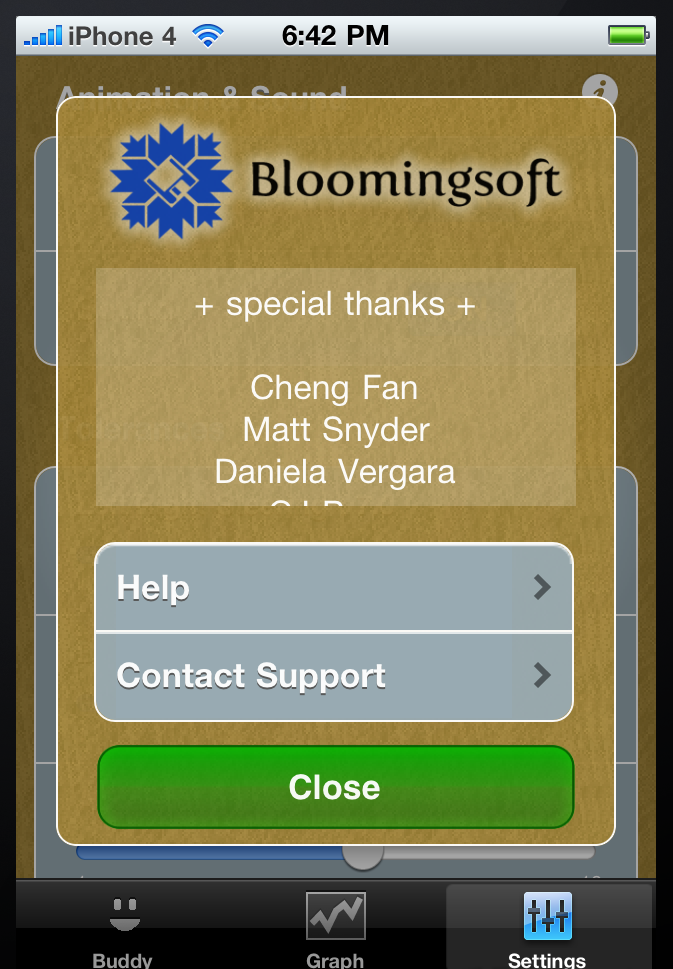 iPhone 4
6:42 PM
Animation & Sound
Bloomingsoft
+ special thanks +
Cheng Fan
Matt Snyder
Daniela Vergara
Help
Contact Support
Close
Buddy
Graph
Settings